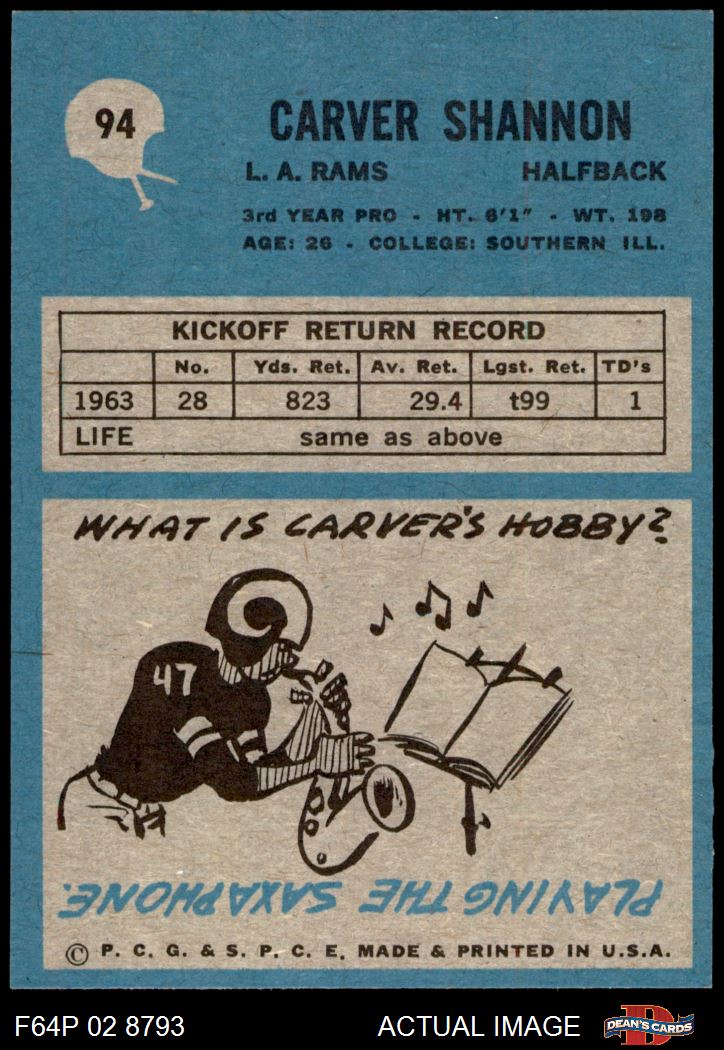 94
CARVER SHANNON
L. A. RAMS HALFBACK
3rd YEAR PRO - HT. 6'1" - WT. 198
AGE: 26 - COLLEGE: SOUTHERN ILL.
KICKOFF RETURN RECORD
No. Yds. Ret. Av. Ret. Lgst. Ret. TD's
1963 28 823 29.4 t99 1
LIFE same as above
WHAT IS CARVER'S HOBBY?
47
PLAYING THE SAXAPHONE.
© P. C. G. & S. P. C. E. MADE & PRINTED IN U.S.A.
F64P 02 8793 ACTUAL IMAGE DEAN'S CARDS